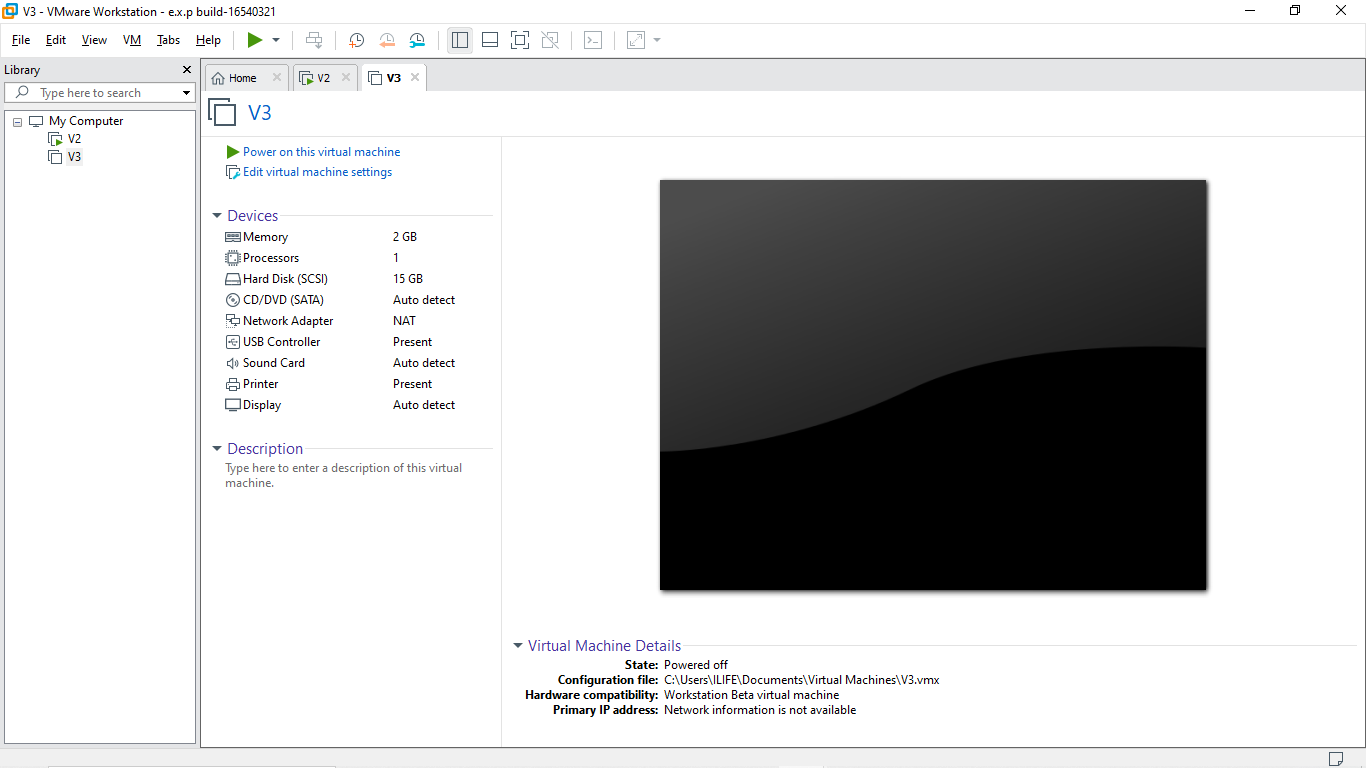 V3 - VMware Workstation - e.x.p build-16540321
File Edit View VM Tabs Help
Library
Type here to search
My Computer
V2
V3
Home V2 V3
V3
Power on this virtual machine
Edit virtual machine settings
Devices
Memory 2 GB
Processors 1
Hard Disk (SCSI) 15 GB
CD/DVD (SATA) Auto detect
Network Adapter NAT
USB Controller Present
Sound Card Auto detect
Printer Present
Display Auto detect
Description
Type here to enter a description of this virtual
machine.
Virtual Machine Details
State: Powered off
Configuration file: C:\Users\ILIFE\Documents\Virtual Machines\V3.vmx
Hardware compatibility: Workstation Beta virtual machine
Primary IP address: Network information is not available